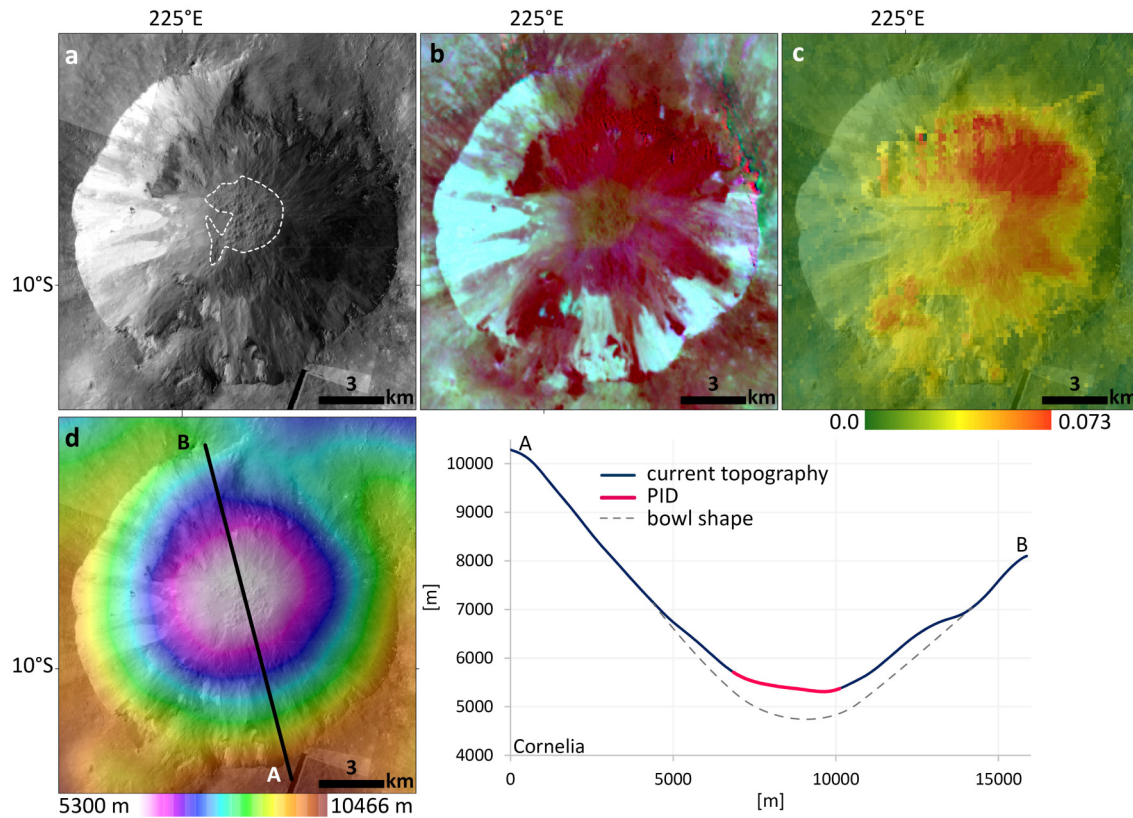 225°E
225°E
225°E
a
b
c
10°S
3
km
3
km
3
km
0.0
0.073
d
B
A
10°S
3
km
5300 m
10466 m
10000
9000
8000
7000
6000
5000
4000
[m]
A
current topography
PID
bowl shape
B
Cornelia
0
5000
10000
15000
[m]